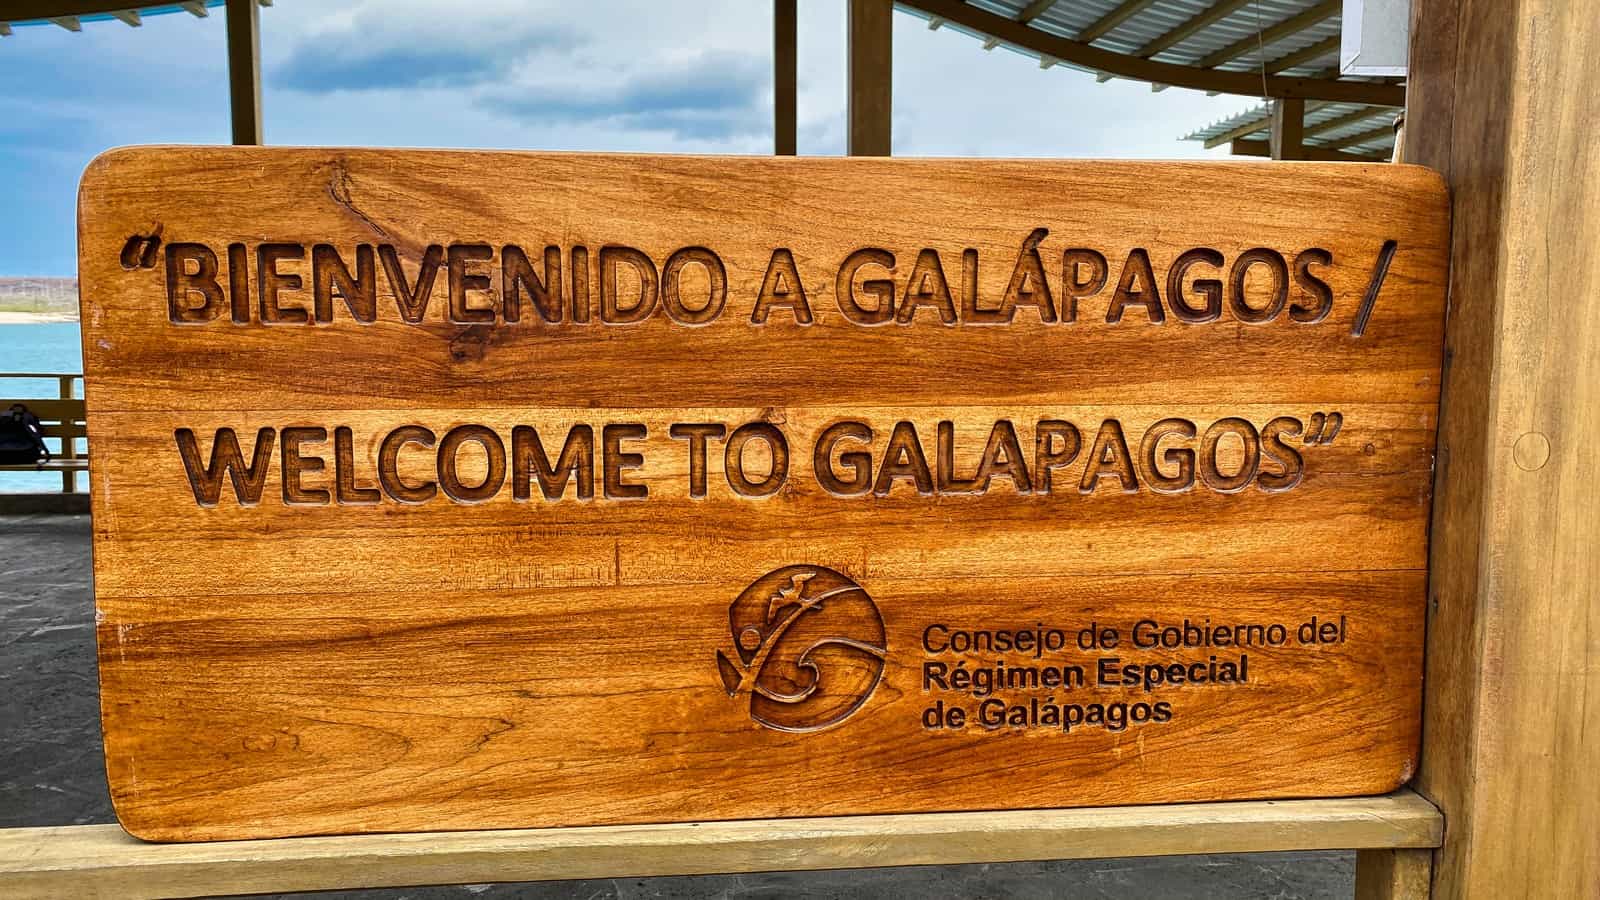 “BIENVENIDO A GALÁPAGOS /
WELCOME TO GALAPAGOS”
Consejo de Gobierno del
Régimen Especial
de Galápagos